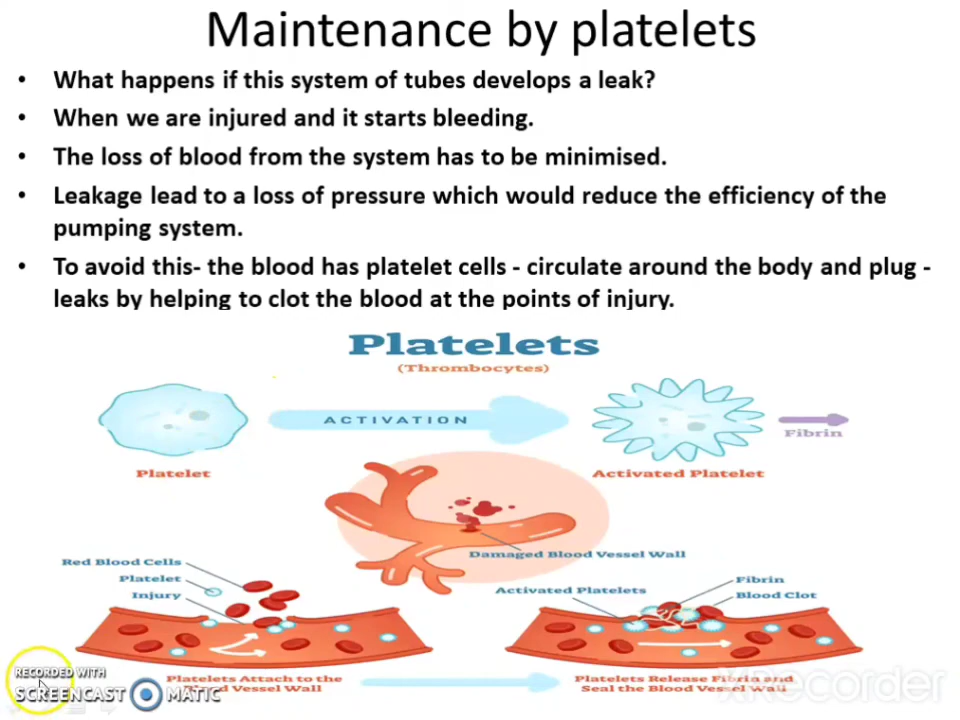 Maintenance by platelets
• What happens if this system of tubes develops a leak?
• When we are injured and it starts bleeding.
• The loss of blood from the system has to be minimised.
• Leakage lead to a loss of pressure which would reduce the efficiency of the
pumping system.
• To avoid this- the blood has platelet cells - circulate around the body and plug -
leaks by helping to clot the blood at the points of injury.
Platelets
(Thrombocytes)
ACTIVATION
Fibrin
Platelet
Activated Platelet
Damaged Blood Vessel Wall
Red Blood Cells
Platelet
Injury
Activated Platelets
Fibrin
Blood Clot
Platelets Attach to the
Vessel Wall
Platelets Release Fibrin and
Seal the Blood Vessel Wall
RECORDED WITH
SCREENCAST MATIC
XRecorder